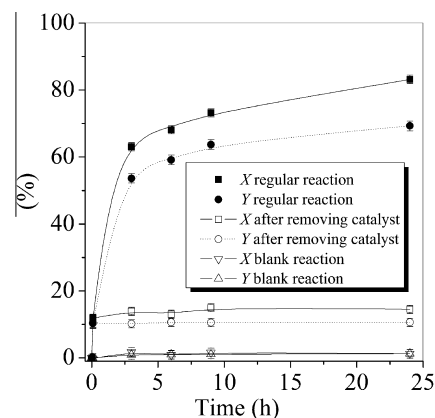 100
80
60
40
20
0
(%)
X regular reaction
Y regular reaction
X after removing catalyst
Y after removing catalyst
X blank reaction
Y blank reaction
0 5 10 15 20 25
Time (h)